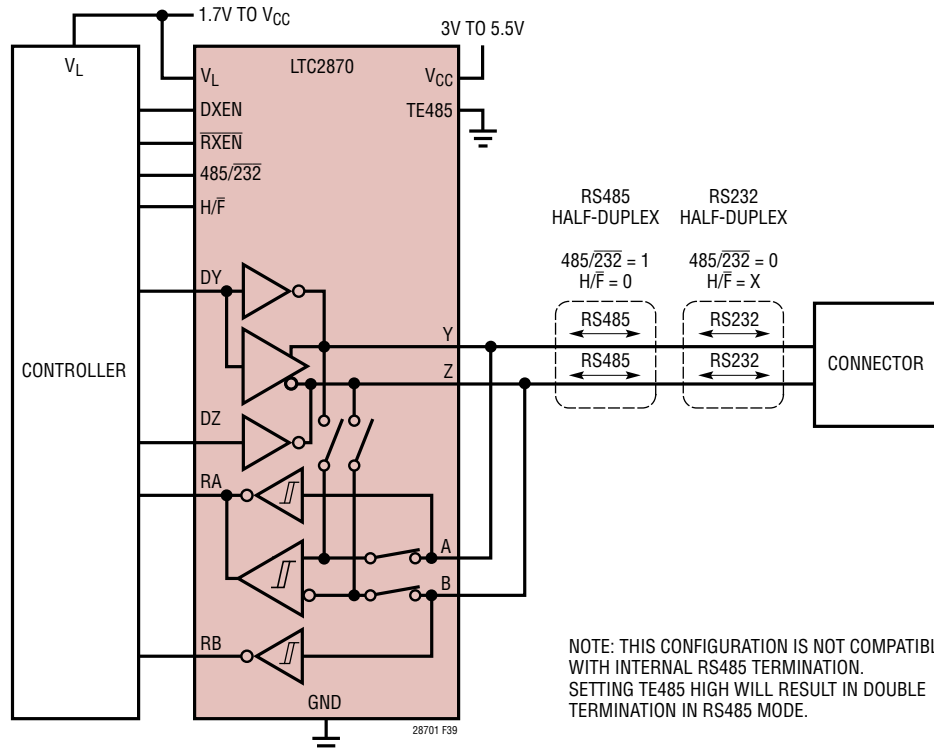 1.7V TO VCC
3V TO 5.5V
VL
LTC2870
VL
VCC
DXEN
TE485
RXEN
485/232
H/F
RS485
HALF-DUPLEX
RS232
HALF-DUPLEX
485/232 = 1
H/F = 0
485/232 = 0
H/F = X
DY
RS485
RS232
Y
RS485
RS232
Z
CONTROLLER
CONNECTOR
DZ
RA
A
B
RB
GND
28701 F39
NOTE: THIS CONFIGURATION IS NOT COMPATIBL
WITH INTERNAL RS485 TERMINATION.
SETTING TE485 HIGH WILL RESULT IN DOUBLE
TERMINATION IN RS485 MODE.